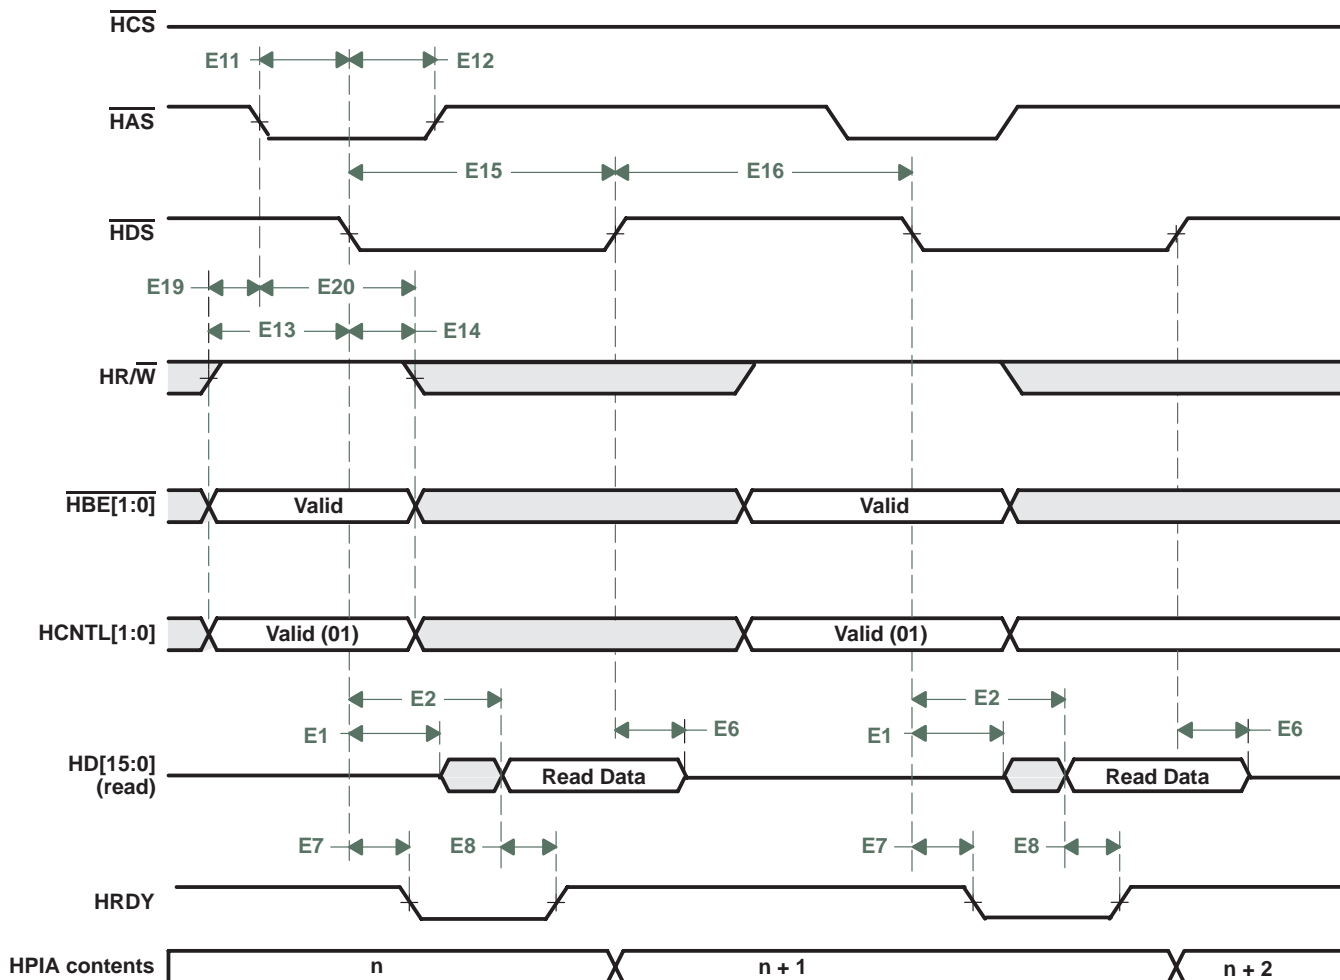 HCS
E11 E12
HAS
E15 E16
HDS
E19 E20
E13 E14
HR/W
HBE[1:0] Valid Valid
HCNTL[1:0] Valid (01) Valid (01)
E2 E2
E1 E6 E1 E6
HD[15:0]
(read)
Read Data Read Data
E7 E8 E7 E8
HRDY
HPIA contents n n + 1 n + 2